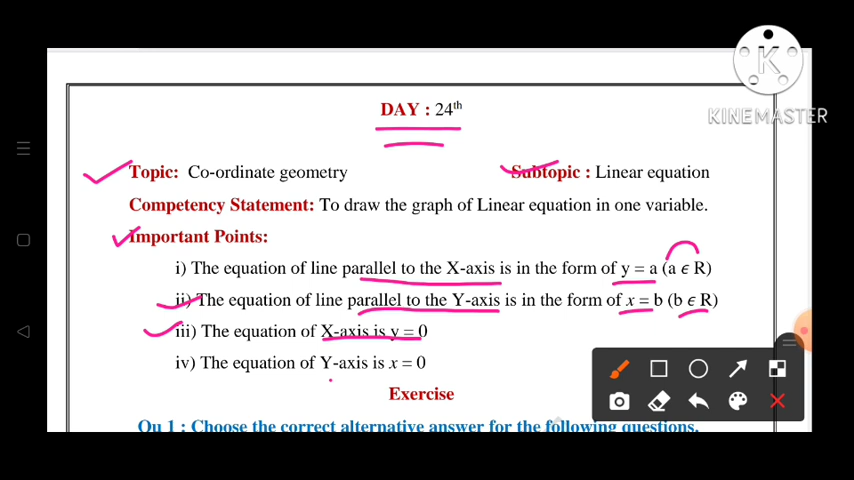 K
KINEMASTER
DAY : 24th
Topic: Co-ordinate geometry Subtopic : Linear equation
Competency Statement: To draw the graph of Linear equation in one variable.
Important Points:
i) The equation of line parallel to the X-axis is in the form of y = a (a ϵ R)
ii) The equation of line parallel to the Y-axis is in the form of x = b (b ϵ R)
iii) The equation of X-axis is y = 0
iv) The equation of Y-axis is x = 0
Exercise
Qu 1 : Choose the correct alternative answer for the following questions.